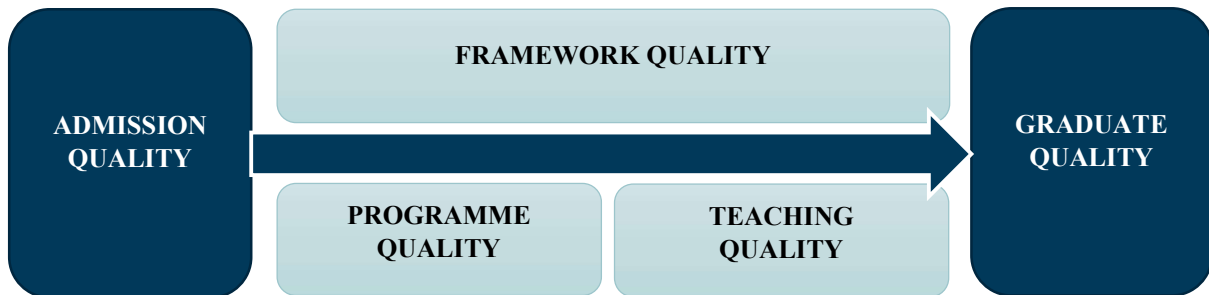 FRAMEWORK QUALITY
ADMISSION
QUALITY
GRADUATE
QUALITY
PROGRAMME
QUALITY
TEACHING
QUALITY